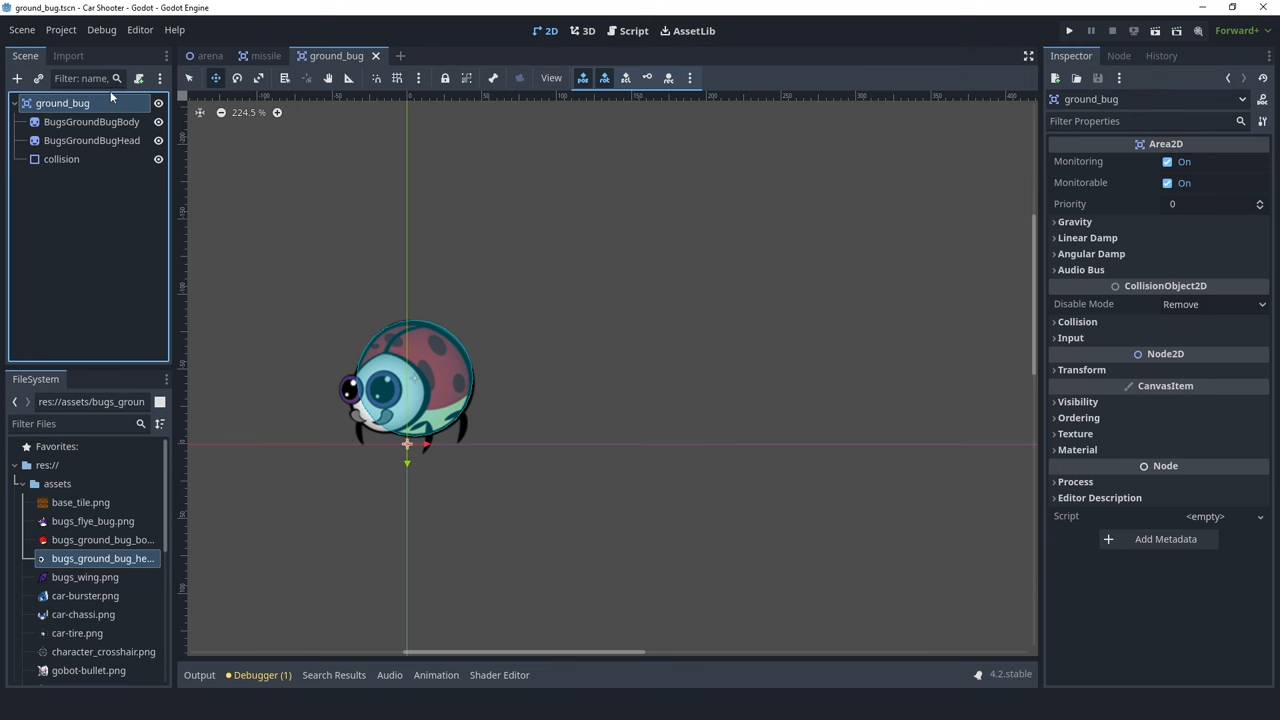 ground_bug.tscn - Car Shooter - Godot - Godot Engine
Scene Project Debug Editor Help
2D 3D Script AssetLib
Forward+
Scene Import
arena missile ground_bug
Inspector Node History
Filter: name,
View
ground_bug
BugsGroundBugBody
BugsGroundBugHead
collision
224.5 %
ground_bug
Filter Properties
Area2D
Monitoring On
Monitorable On
Priority 0
Gravity
Linear Damp
Angular Damp
Audio Bus
CollisionObject2D
Disable Mode Remove
Collision
Input
Node2D
Transform
CanvasItem
Visibility
Ordering
Texture
Material
Node
Process
Editor Description
Script <empty>
Add Metadata
FileSystem
res://assets/bugs_groun
Filter Files
Favorites:
res://
assets
base_tile.png
bugs_flye_bug.png
bugs_ground_bug_bo...
bugs_ground_bug_he...
bugs_wing.png
car-burster.png
car-chassi.png
car-tire.png
character_crosshair.png
gobot-bullet.png
Output Debugger (1) Search Results Audio Animation Shader Editor
4.2.stable